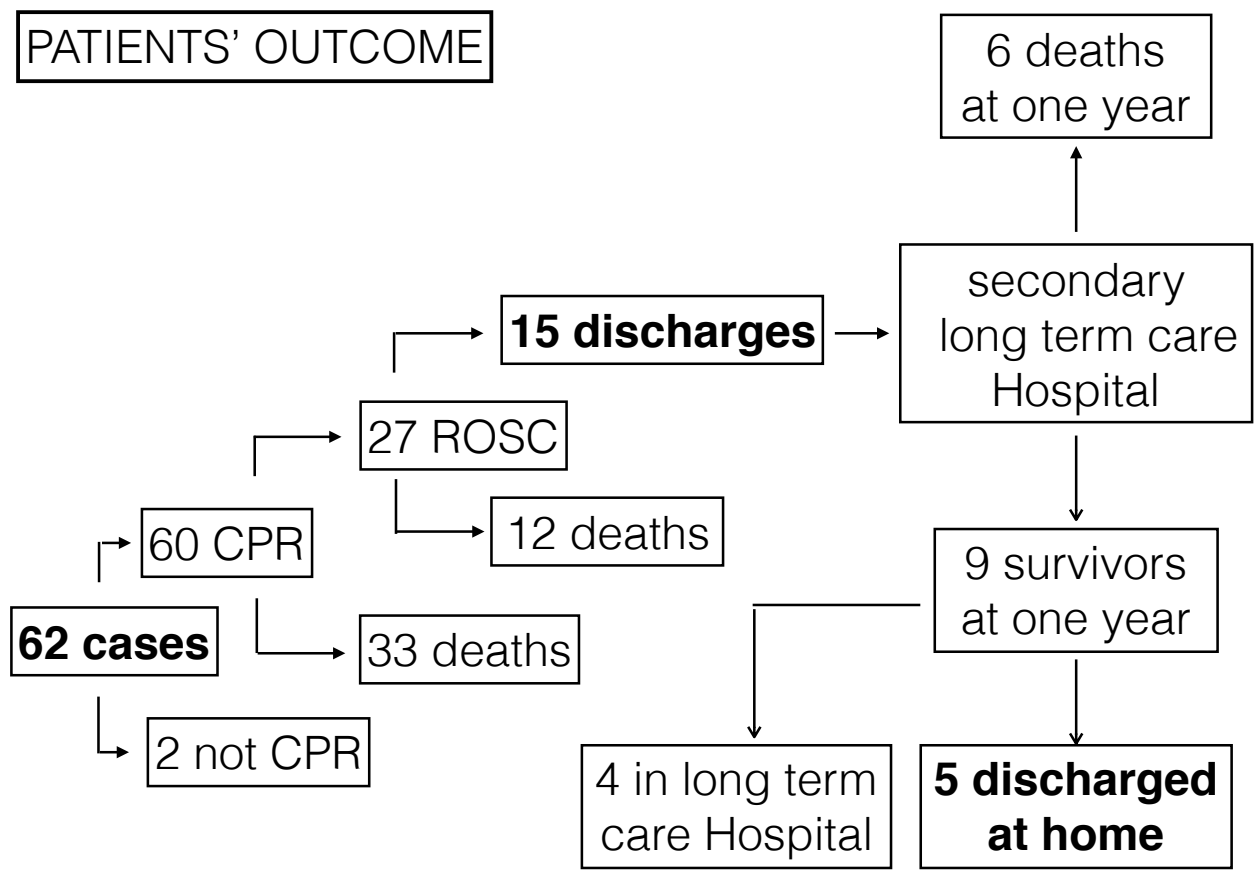 PATIENTS' OUTCOME
62 cases
60 CPR
2 not CPR
27 ROSC
33 deaths
15 discharges
12 deaths
secondary
long term care
Hospital
6 deaths
at one year
9 survivors
at one year
4 in long term
care Hospital
5 discharged
at home